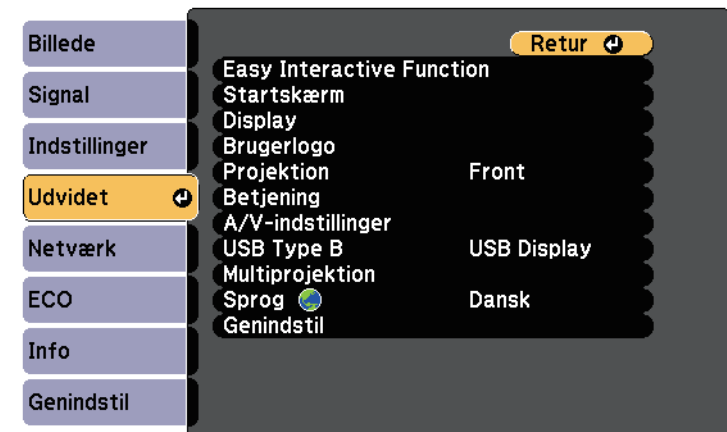 Billede
Signal
Indstillinger
Udvidet
Netværk
ECO
Info
Genindstil
Retur
Easy Interactive Function
Startskærm
Display
Brugerlogo
Projektion Front
Betjening
A/V-indstillinger
USB Type B USB Display
Multiprojektion
Sprog Dansk
Genindstil